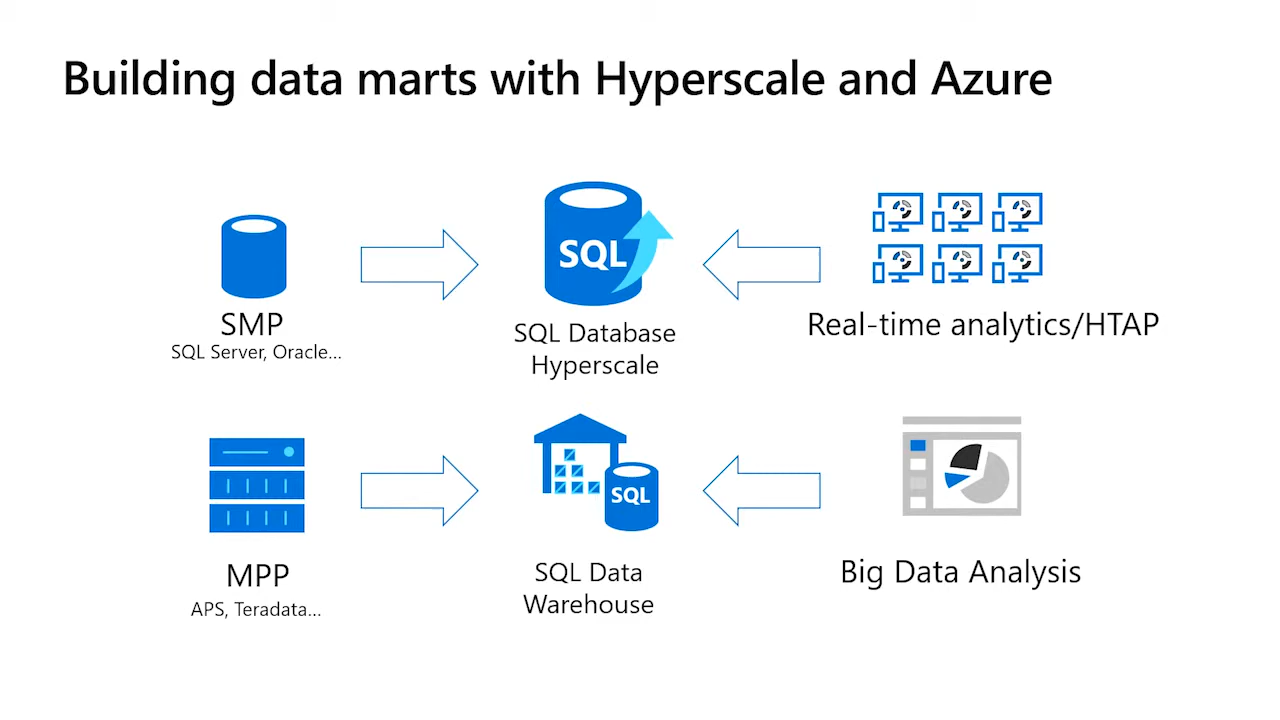 Building data marts with Hyperscale and Azure
SQL
SMP
SQL Server, Oracle...
SQL Database
Hyperscale
Real-time analytics/HTAP
SQL
MPP
APS, Teradata...
SQL Data
Warehouse
Big Data Analysis